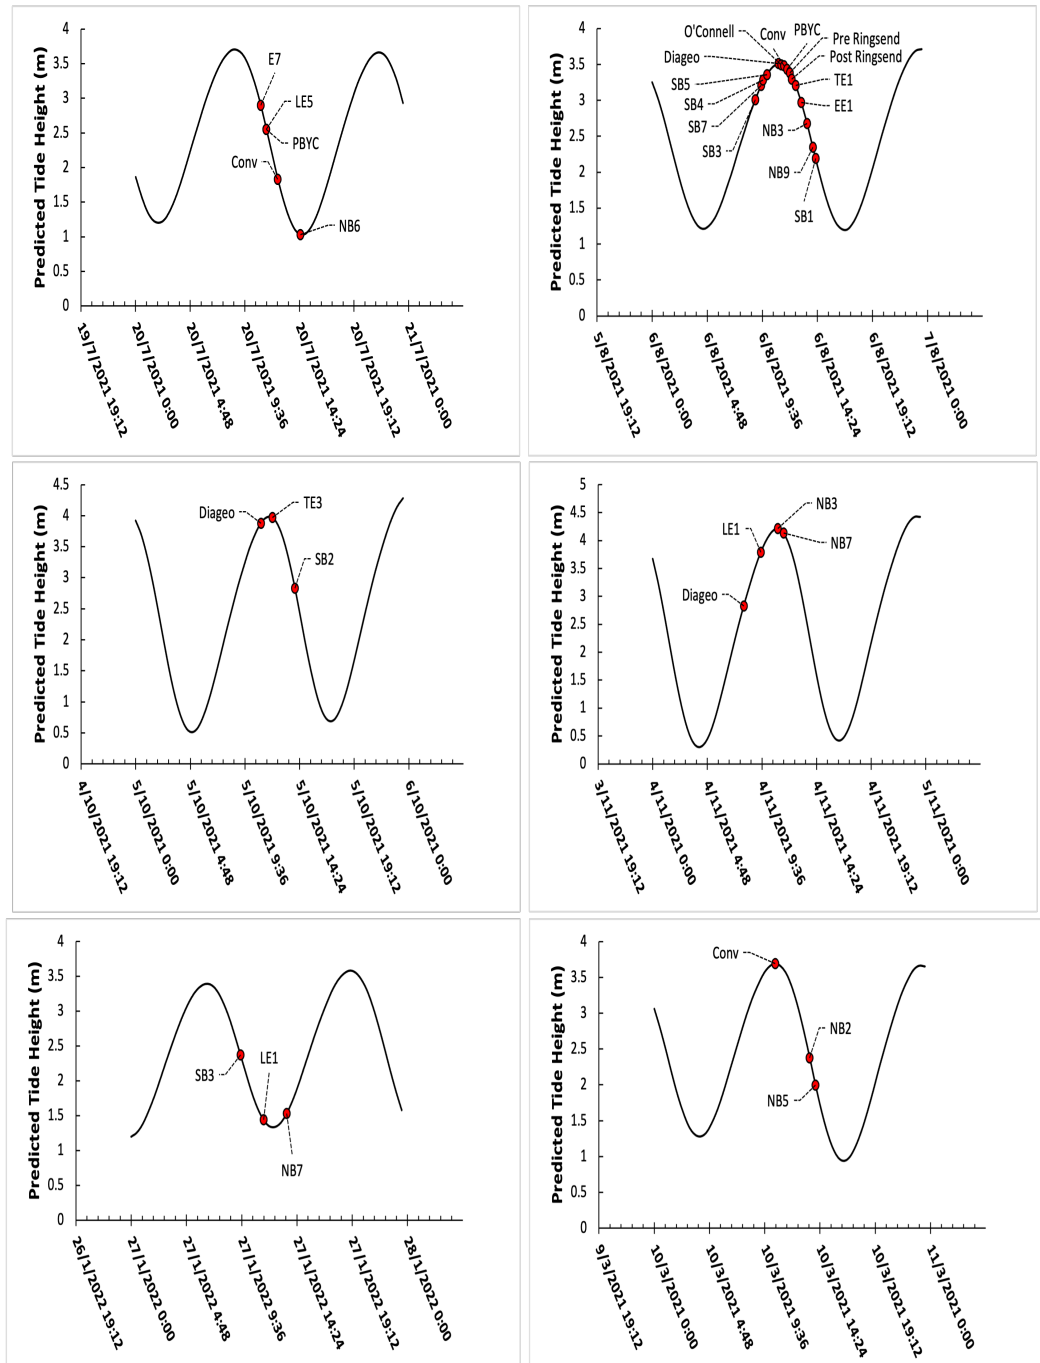 Predicted Tide Height (m)
4
3.5
3
2.5
2
1.5
1
0.5
0
E7
LE5
PBYC
Conv
NB6
19/7/2021 19:12
20/7/2021 0:00
20/7/2021 4:48
20/7/2021 9:36
20/7/2021 14:24
20/7/2021 19:12
21/7/2021 0:00
Predicted Tide Height (m)
4
3.5
3
2.5
2
1.5
1
0.5
0
O'Connell
Conv
PBYC
Pre Ringsend
Diageo
Post Ringsend
SB5
TE1
SB4
EE1
SB7
NB3
SB3
NB9
SB1
5/8/2021 19:12
6/8/2021 0:00
6/8/2021 4:48
6/8/2021 9:36
6/8/2021 14:24
6/8/2021 19:12
7/8/2021 0:00
Predicted Tide Height (m)
4.5
4
3.5
3
2.5
2
1.5
1
0.5
0
Diageo
TE3
SB2
4/10/2021 19:12
5/10/2021 0:00
5/10/2021 4:48
5/10/2021 9:36
5/10/2021 14:24
5/10/2021 19:12
6/10/2021 0:00
Predicted Tide Height (m)
5
4.5
4
3.5
3
2.5
2
1.5
1
0.5
0
NB3
LE1
NB7
Diageo
3/11/2021 19:12
4/11/2021 0:00
4/11/2021 4:48
4/11/2021 9:36
4/11/2021 14:24
4/11/2021 19:12
5/11/2021 0:00
Predicted Tide Height (m)
4
3.5
3
2.5
2
1.5
1
0.5
0
SB3
LE1
NB7
26/1/2022 19:12
27/1/2022 0:00
27/1/2022 4:48
27/1/2022 9:36
27/1/2022 14:24
27/1/2022 19:12
28/1/2022 0:00
Predicted Tide Height (m)
4
3.5
3
2.5
2
1.5
1
0.5
0
Conv
NB2
NB5
9/3/2021 19:12
10/3/2021 0:00
10/3/2021 4:48
10/3/2021 9:36
10/3/2021 14:24
10/3/2021 19:12
11/3/2021 0:00